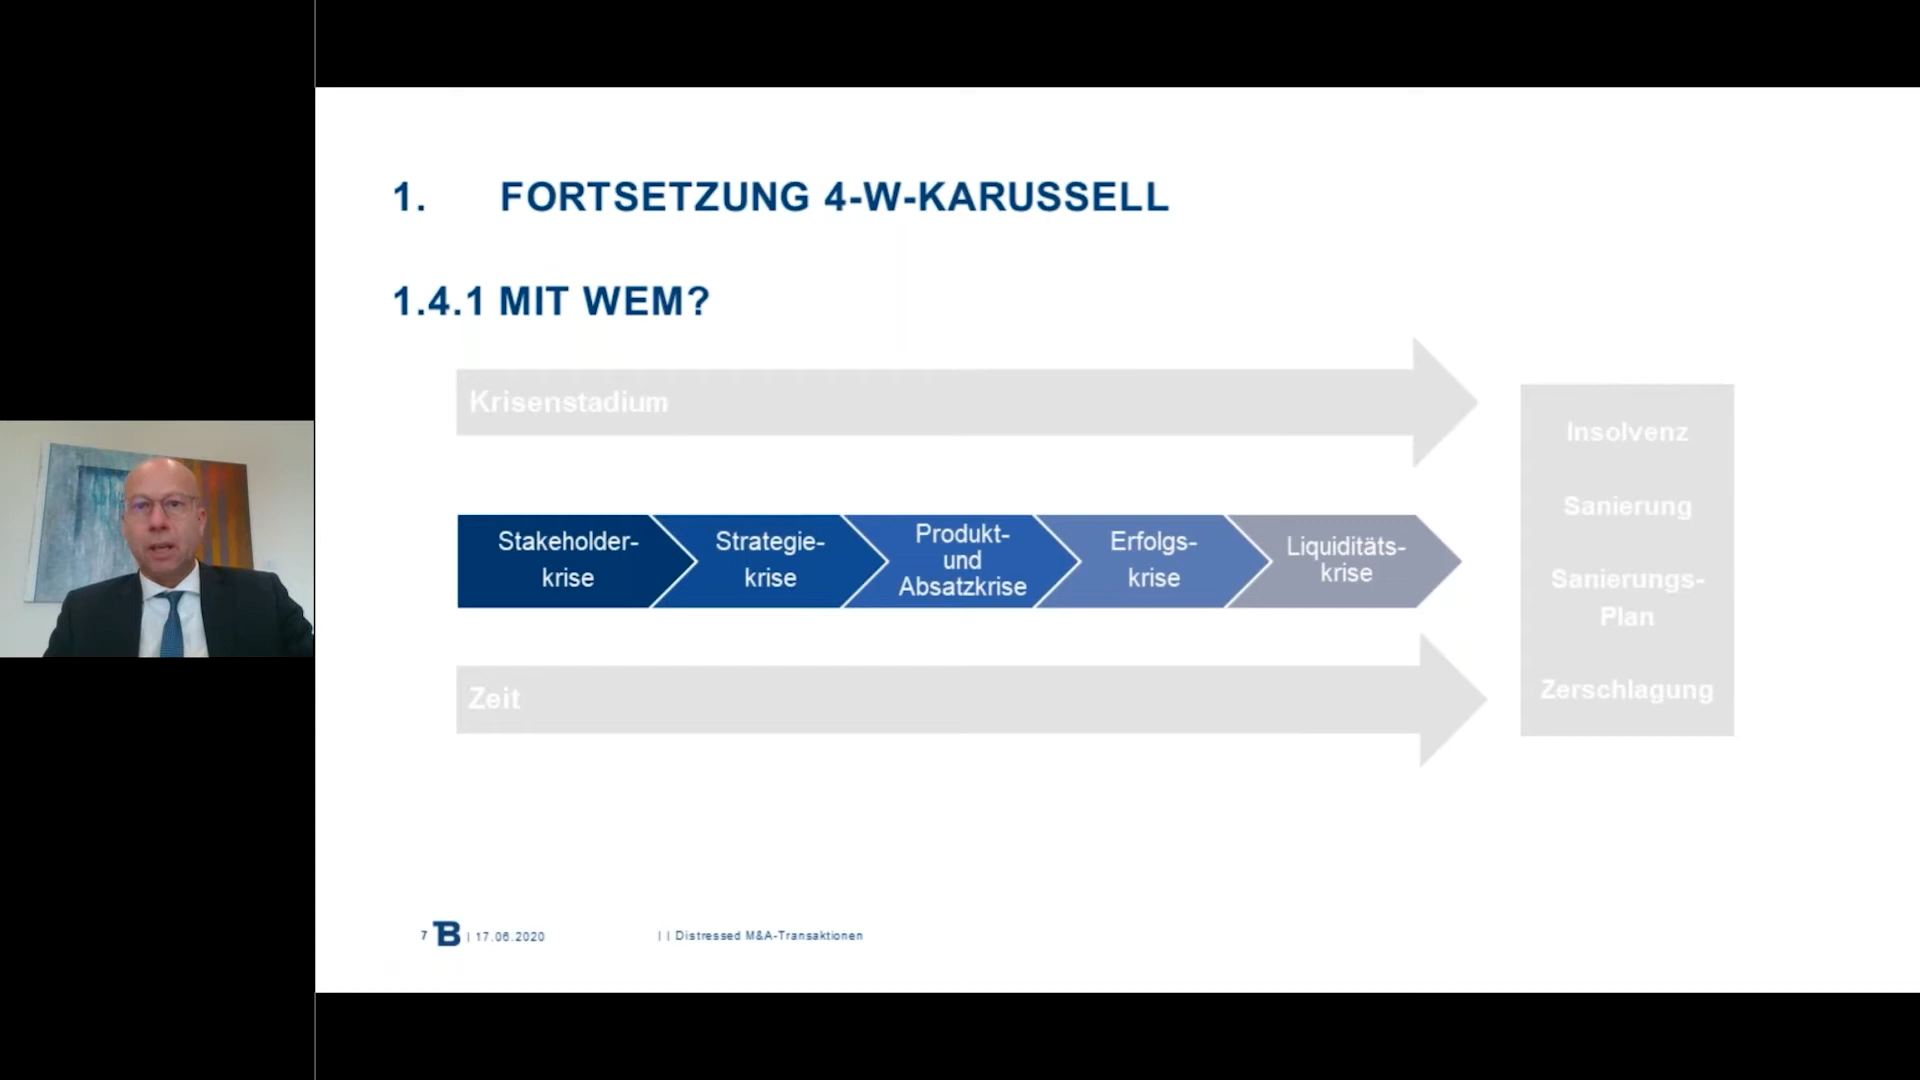 1. FORTSETZUNG 4-W-KARUSSELL
1.4.1 MIT WEM?
Krisenstadium
Stakeholder-
krise
Strategie-
krise
Produkt-
und
Absatzkrise
Erfolgs-
krise
Liquiditäts-
krise
Zeit
Insolvenz
Sanierung
Sanierungs-
Plan
Zerschlagung
7 B | 17.06.2020 | | Distressed M&A-Transaktionen